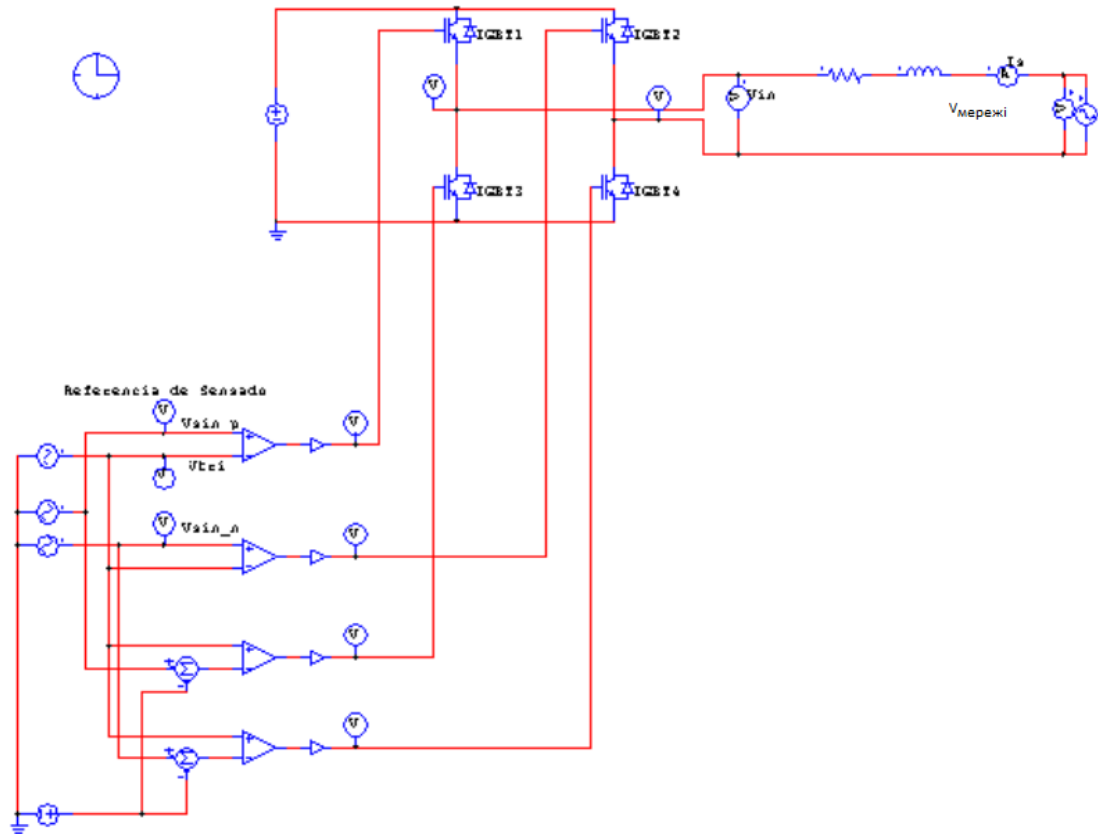 IGBT1
IGBT2
V
V
Vin
Ia
A
V
Vмережі
V
IGBT3
IGBT4
Referencia de Sensado
V
Vsin_p
V
V
Vtri
V
Vsin_n
V
V
V